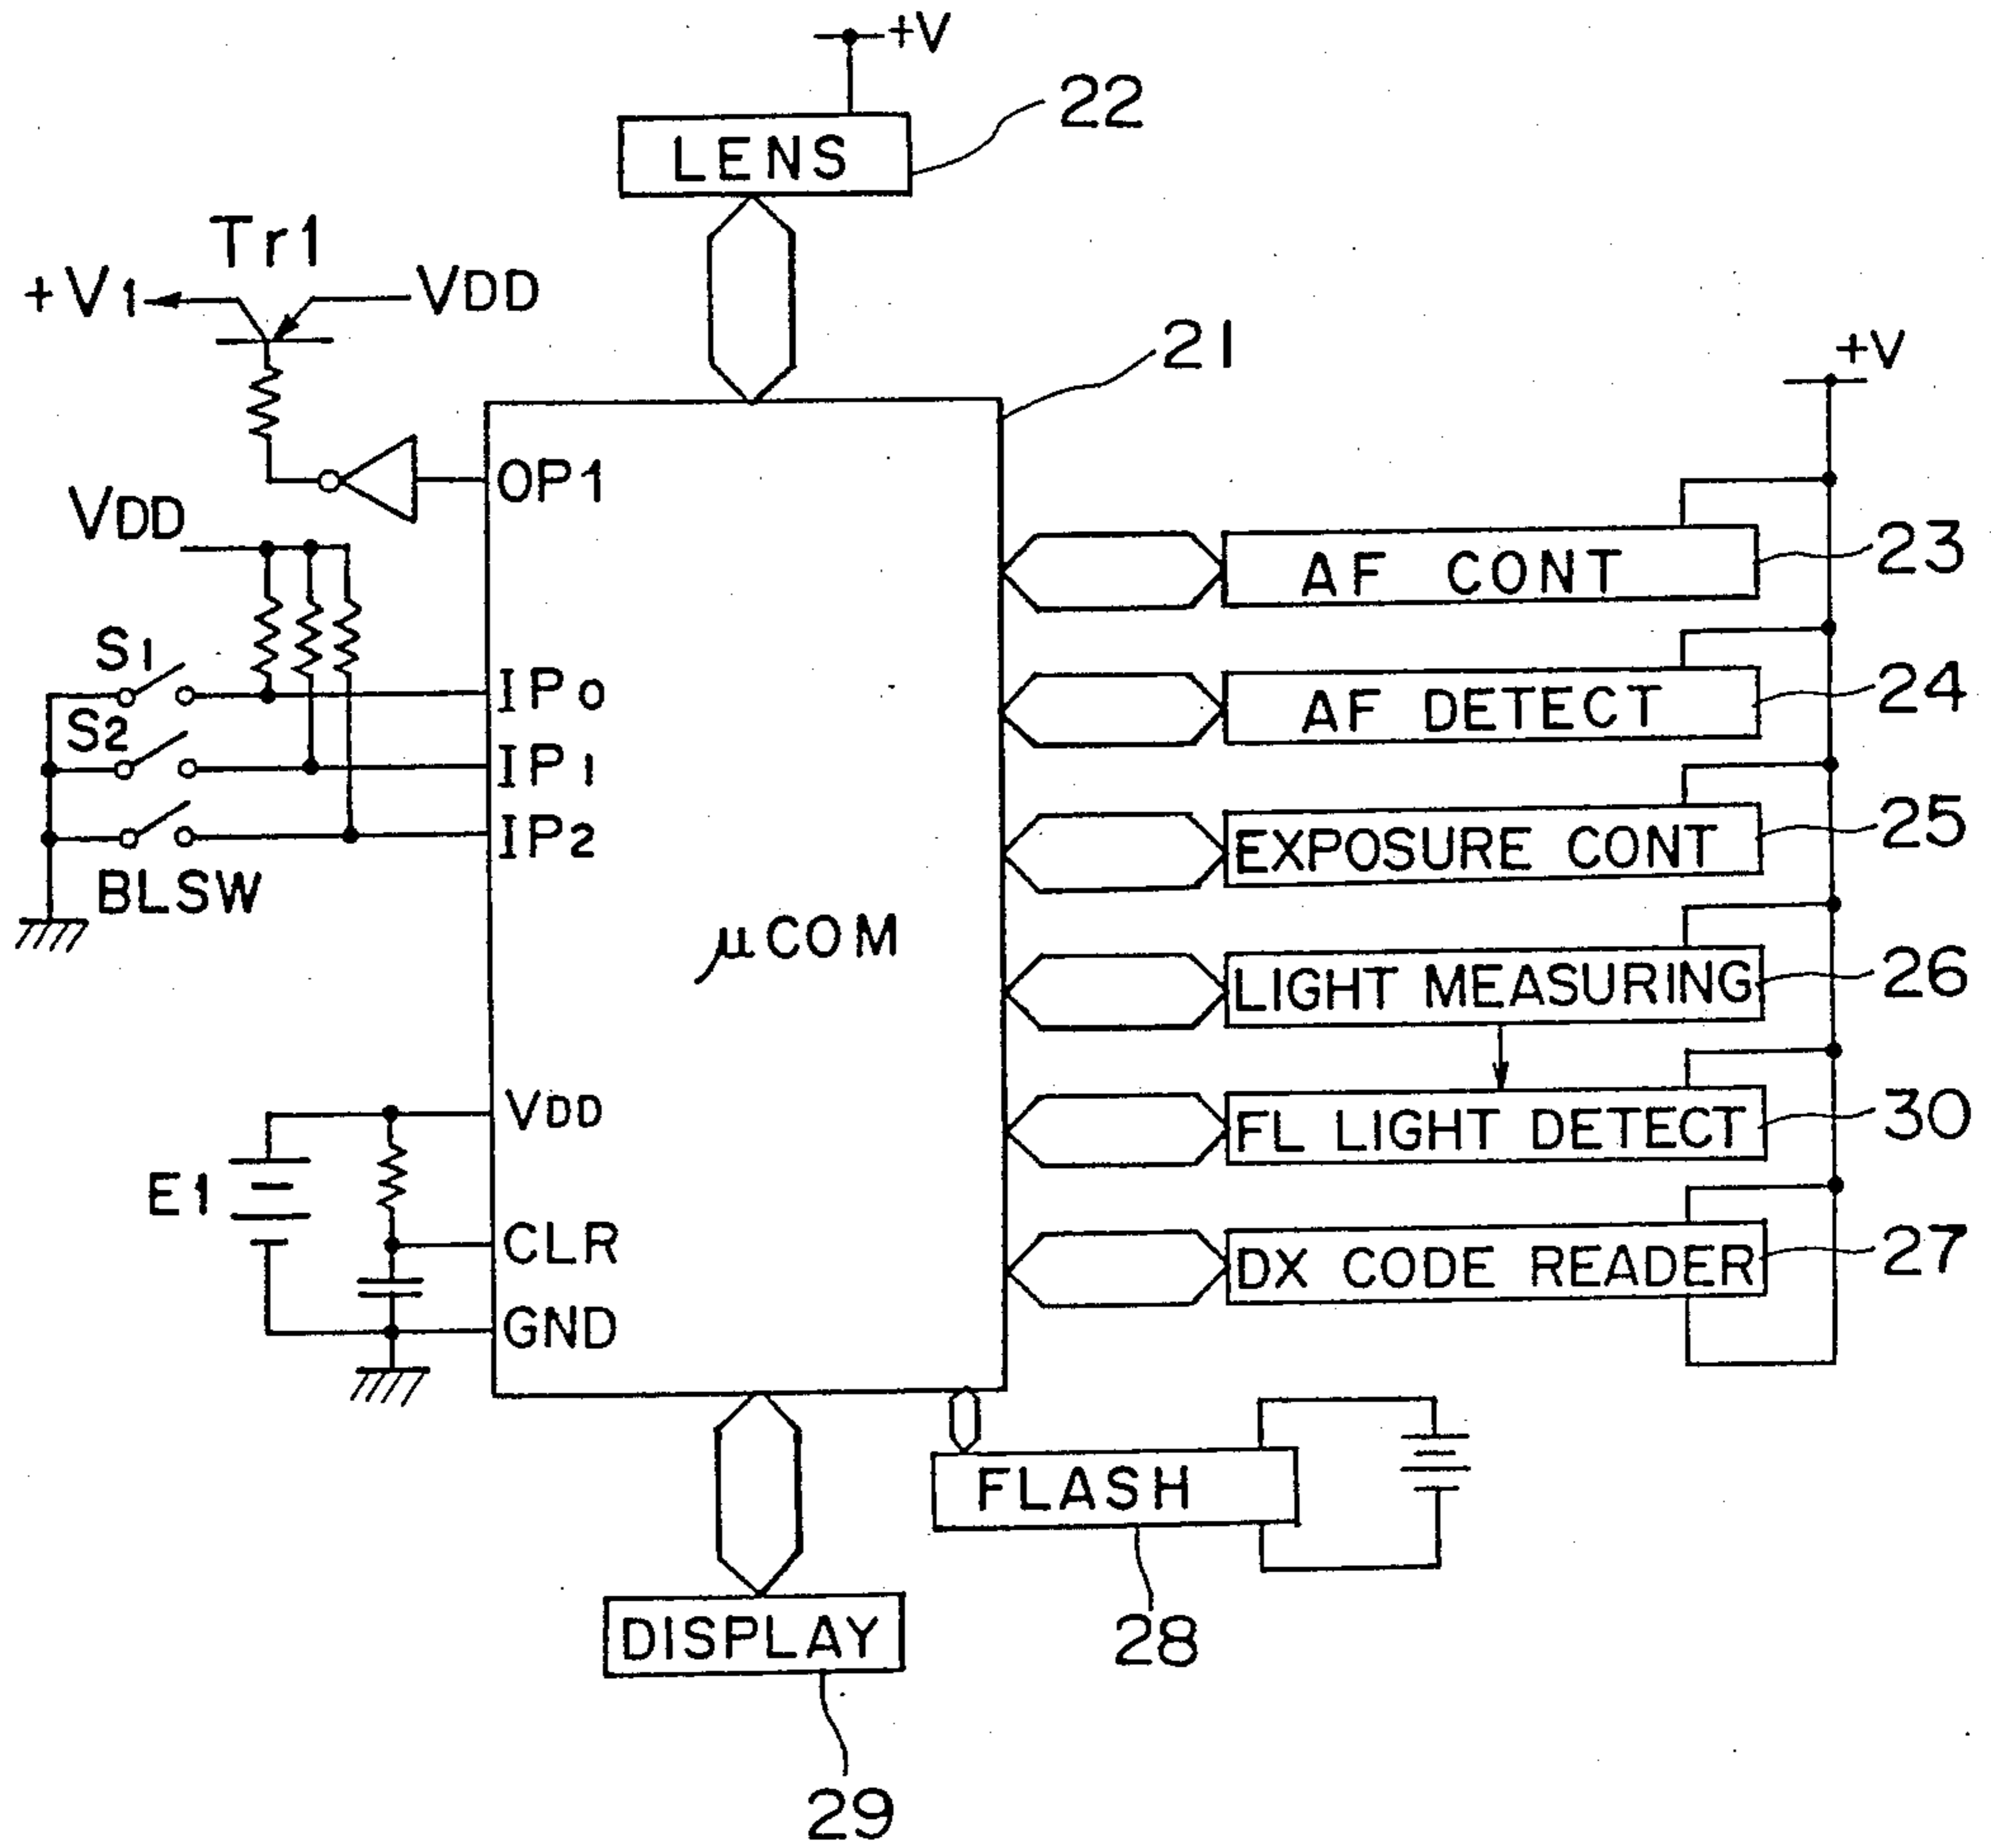 +V
22
LENS
Tr1
+V1
VDD
21
+V
OP1
VDD
23
AF CONT
S1
IP0
24
AF DETECT
S2
IP1
25
EXPOSURE CONT
IP2
BLSW
μCOM
26
LIGHT MEASURING
VDD
30
FL LIGHT DETECT
E1
CLR
27
DX CODE READER
GND
FLASH
28
DISPLAY
29